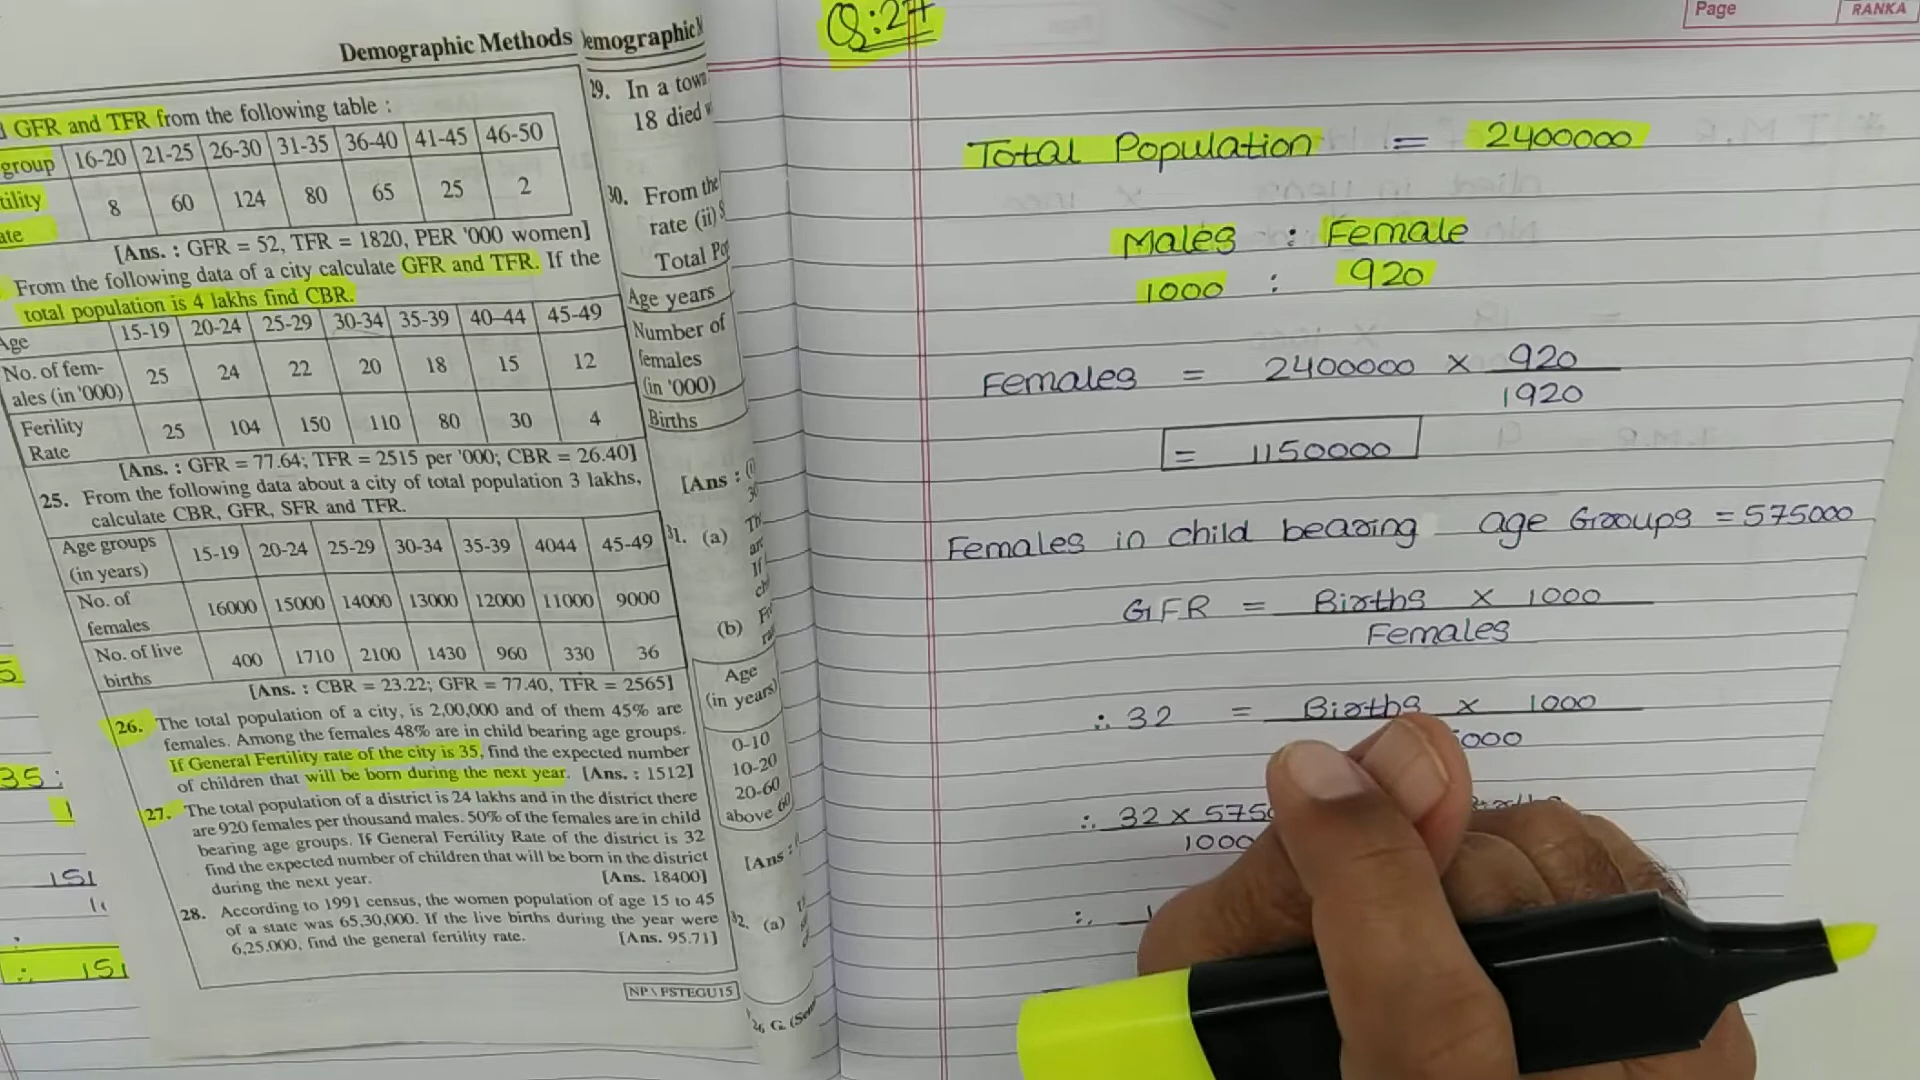 Demographic Methods
GFR and TFR from the following table :
group 16-20 21-25 26-30 31-35 36-40 41-45 46-50
8 60 124 80 65 25 2
[Ans. : GFR = 52, TFR = 1820, PER '000 women]
From the following data of a city calculate GFR and TFR. If the
total population is 4 lakhs find CBR.
Age 15-19 20-24 25-29 30-34 35-39 40-44 45-49
No. of fem-
ales (in '000) 25 24 22 20 18 15 12
Ferility
Rate 25 104 150 110 80 30 4
[Ans. : GFR = 77.64; TFR = 2515 per '000; CBR = 26.40]
25. From the following data about a city of total population 3 lakhs,
calculate CBR, GFR, SFR and TFR.
Age groups
(in years) 15-19 20-24 25-29 30-34 35-39 4044 45-49
No. of
females 16000 15000 14000 13000 12000 11000 9000
No. of live
births 400 1710 2100 1430 960 330 36
[Ans. : CBR = 23.22; GFR = 77.40, TFR = 2565]
26. The total population of a city, is 2,00,000 and of them 45% are
females. Among the females 48% are in child bearing age groups.
If General Fertility rate of the city is 35, find the expected number
of children that will be born during the next year. [Ans. : 1512]
27. The total population of a district is 24 lakhs and in the district there
are 920 females per thousand males. 50% of the females are in child
bearing age groups. If General Fertility Rate of the district is 32
find the expected number of children that will be born in the district
during the next year. [Ans. 18400]
28. According to 1991 census, the women population of age 15 to 45
of a state was 65,30,000. If the live births during the year were
6,25,000, find the general fertility rate. [Ans. 95.71]
NP\FSTEGU15
29. In a town
18 died
30. From the
rate (ii)
Total
Age years
Number of
females
(in '000)
Births
[Ans :
31. (a)
(b)
Age
(in years)
0-10
10-20
20-60
above 60
[Ans :
32. (a)
35 :
151
∴ 151
Page RANKA
Q:27
Total Population = 2400000
Males : Female
1000 : 920
Females = 2400000 × 920
1920
= 1150000
Females in child bearing age Groups = 575000
GFR = Births × 1000
Females
∴ 32 = Births × 1000
∴ 32 × 575
1000
∴